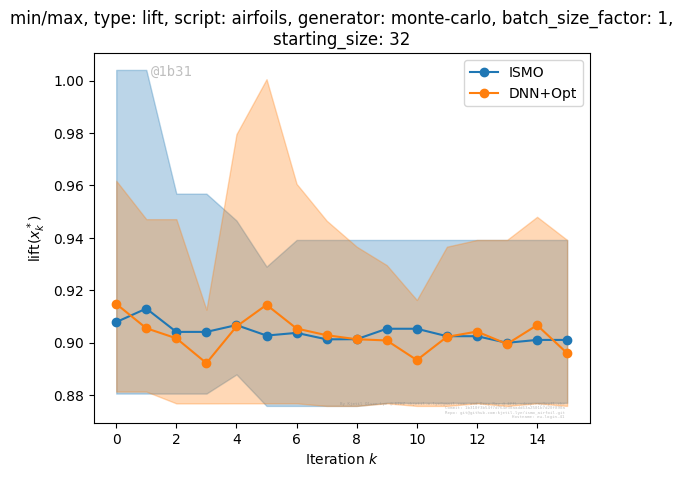 min/max, type: lift, script: airfoils, generator: monte-carlo, batch_size_factor: 1,
starting_size: 32
@1b31
ISMO
DNN+Opt
1.00
0.98
0.96
0.94
0.92
0.90
0.88
lift(x_k^*)
0 2 4 6 8 10 12 14
Iteration k